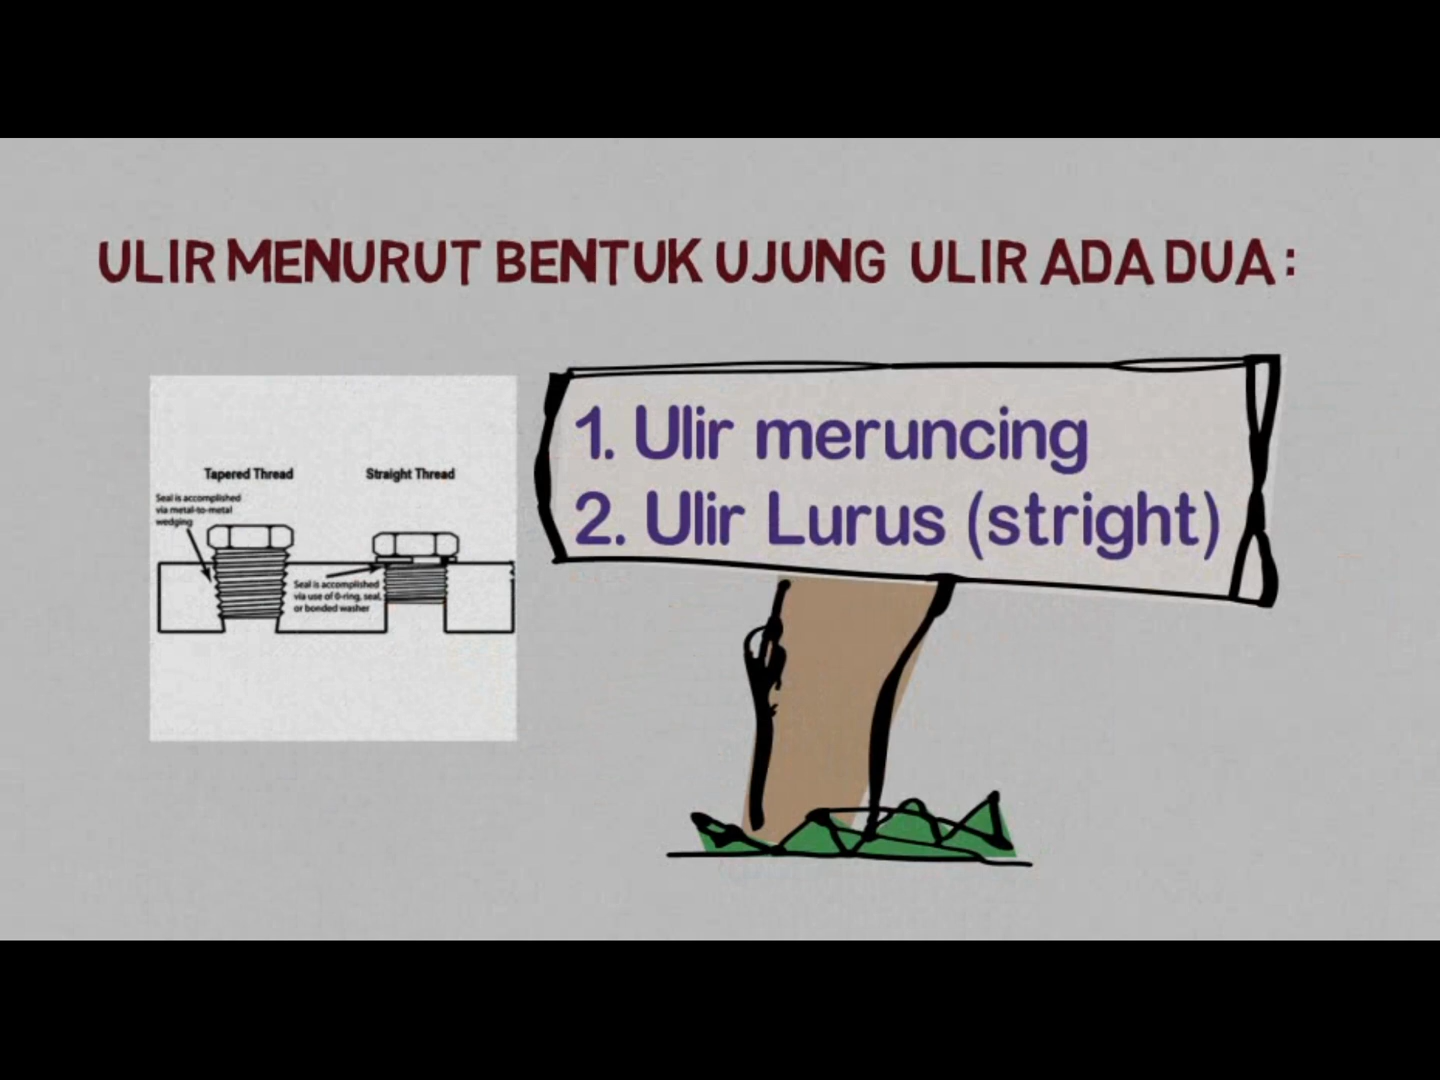 ULIR MENURUT BENTUK UJUNG ULIR ADA DUA :
Tapered Thread
Straight Thread
Seal is accomplished
via metal-to-metal
wedging
Seal is accomplished
via use of O-ring, seal,
or bonded washer
1. Ulir meruncing
2. Ulir Lurus (stright)